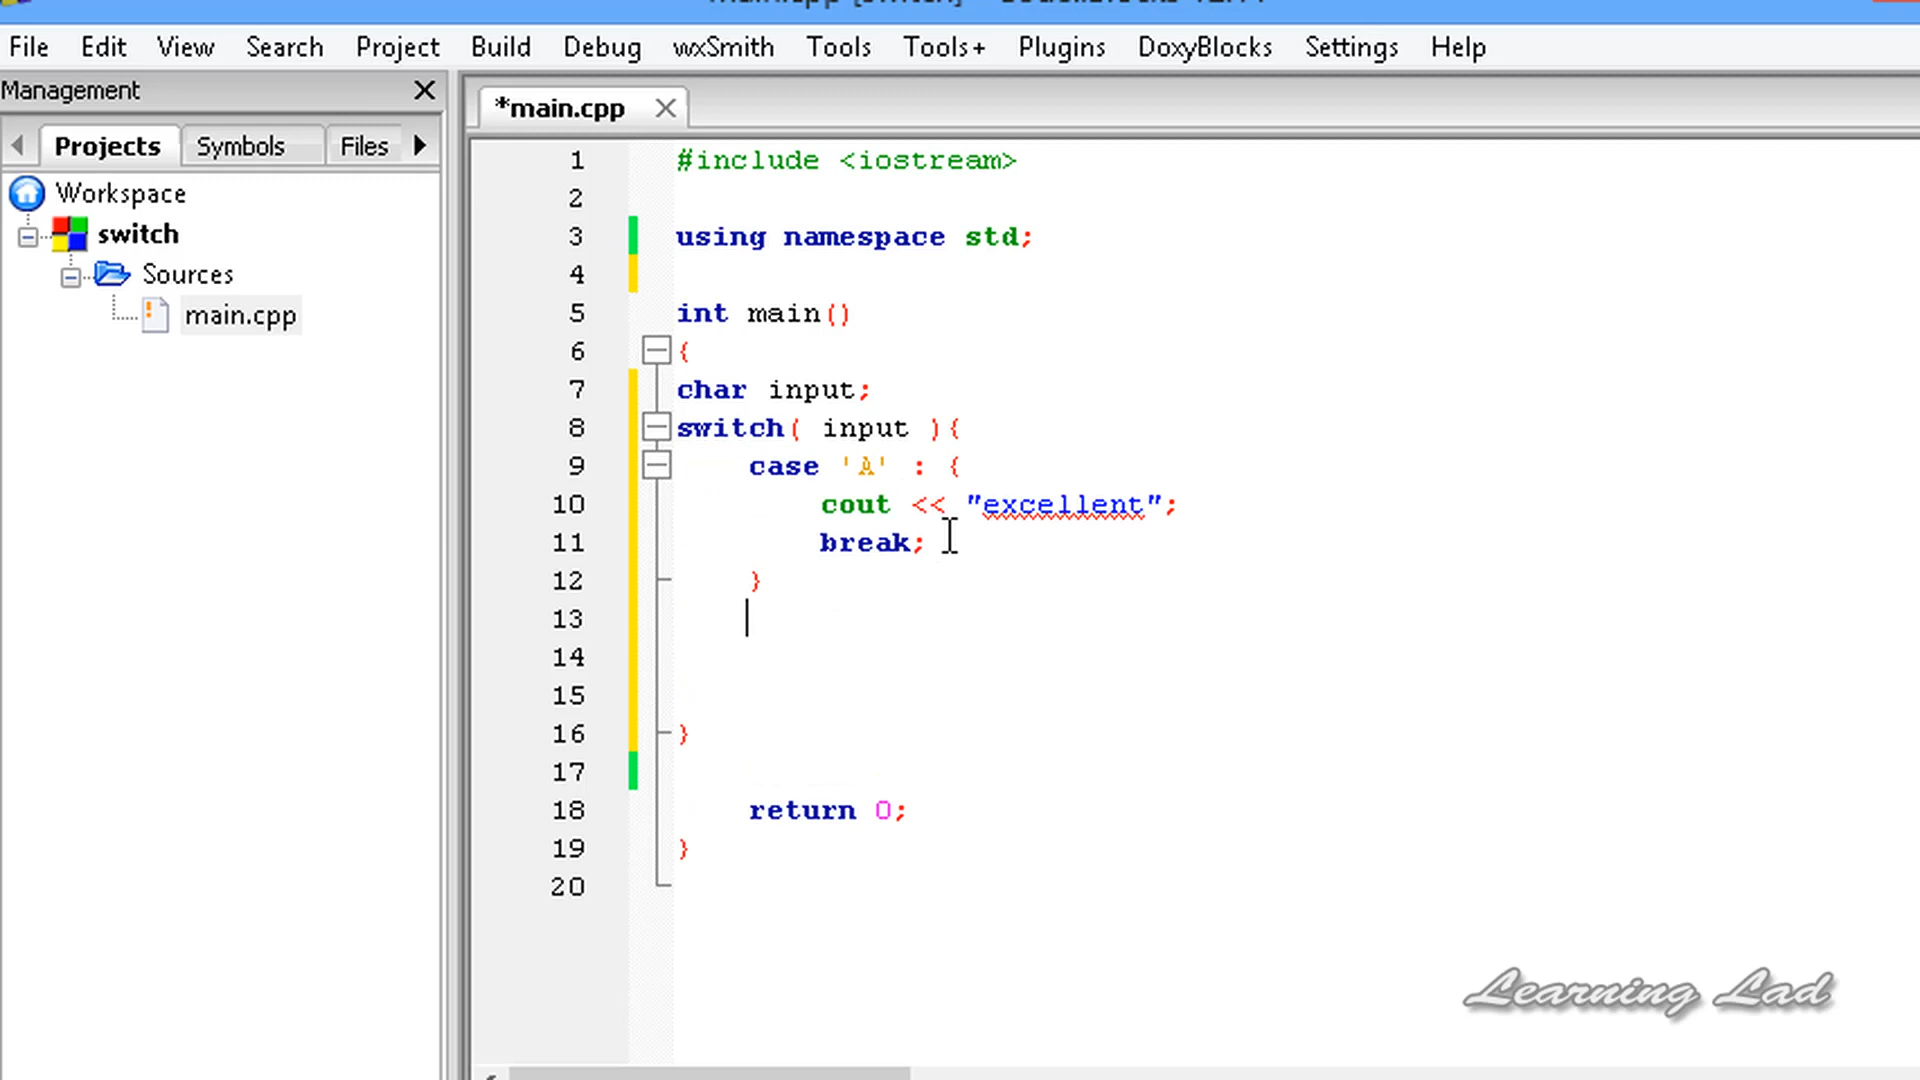 File Edit View Search Project Build Debug wxSmith Tools Tools+ Plugins DoxyBlocks Settings Help
Management
*main.cpp
Projects Symbols Files
Workspace
switch
Sources
main.cpp
1 #include <iostream>
2
3 using namespace std;
4
5 int main()
6 {
7 char input;
8 switch( input ){
9 case 'A' : {
10 cout << "excellent";
11 break;
12 }
13
14
15
16 }
17
18 return 0;
19 }
20
Learning Lad